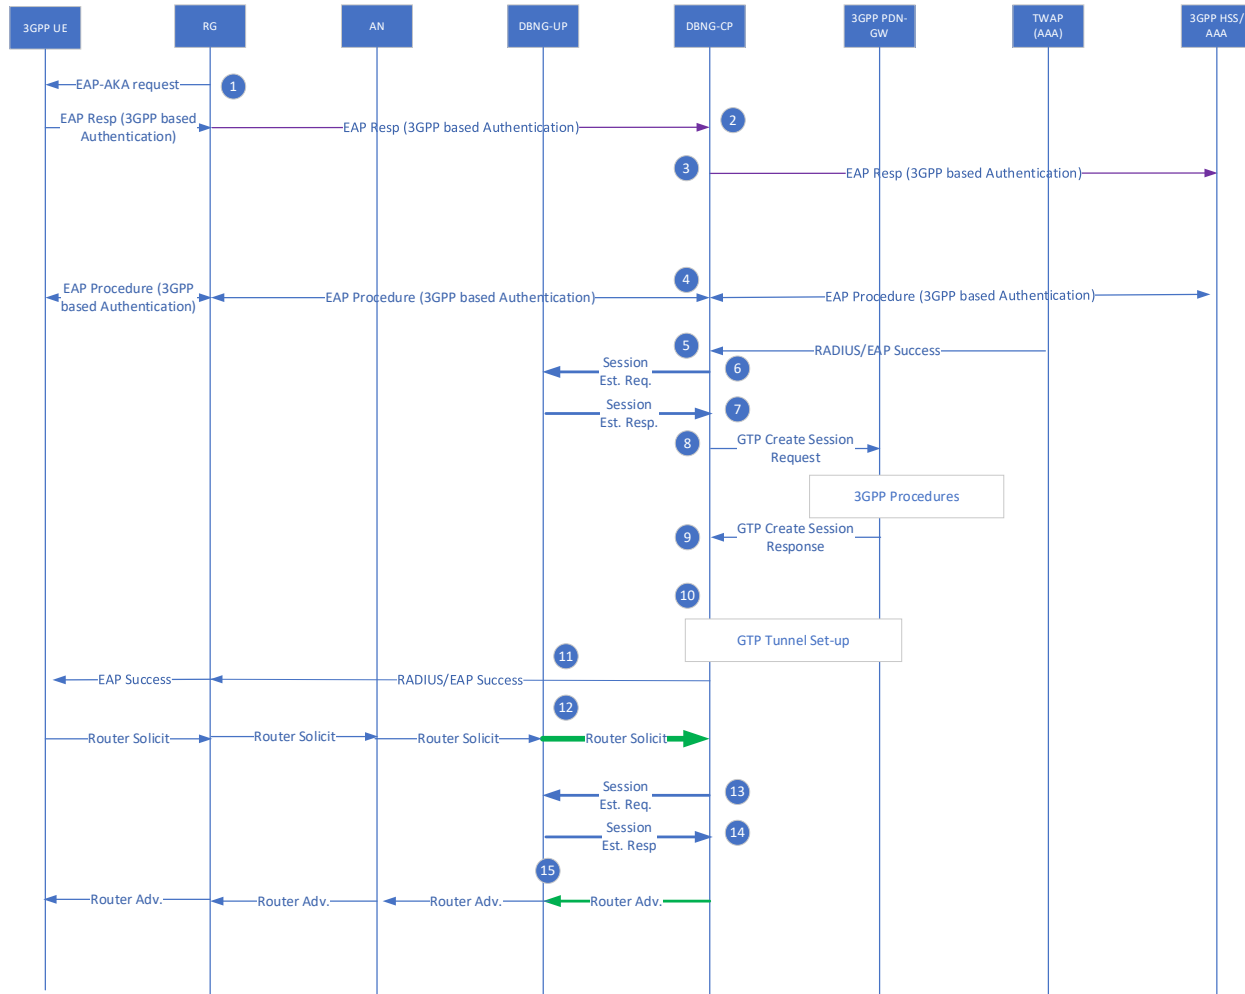 3GPP UE
RG
AN
DBNG-UP
DBNG-CP
3GPP PDN-
GW
TWAP
(AAA)
3GPP HSS/
AAA
EAP-AKA request
1
EAP Resp (3GPP based
Authentication)
EAP Resp (3GPP based Authentication)
2
3
EAP Resp (3GPP based Authentication)
4
EAP Procedure (3GPP
based Authentication)
EAP Procedure (3GPP based Authentication)
EAP Procedure (3GPP based Authentication)
5
RADIUS/EAP Success
Session
Est. Req.
6
Session
Est. Resp.
7
8
GTP Create Session
Request
3GPP Procedures
9
GTP Create Session
Response
10
GTP Tunnel Set-up
11
EAP Success
RADIUS/EAP Success
12
Router Solicit
Router Solicit
Router Solicit
Router Solicit
Session
Est. Req.
13
Session
Est. Resp
14
15
Router Adv.
Router Adv.
Router Adv.
Router Adv.